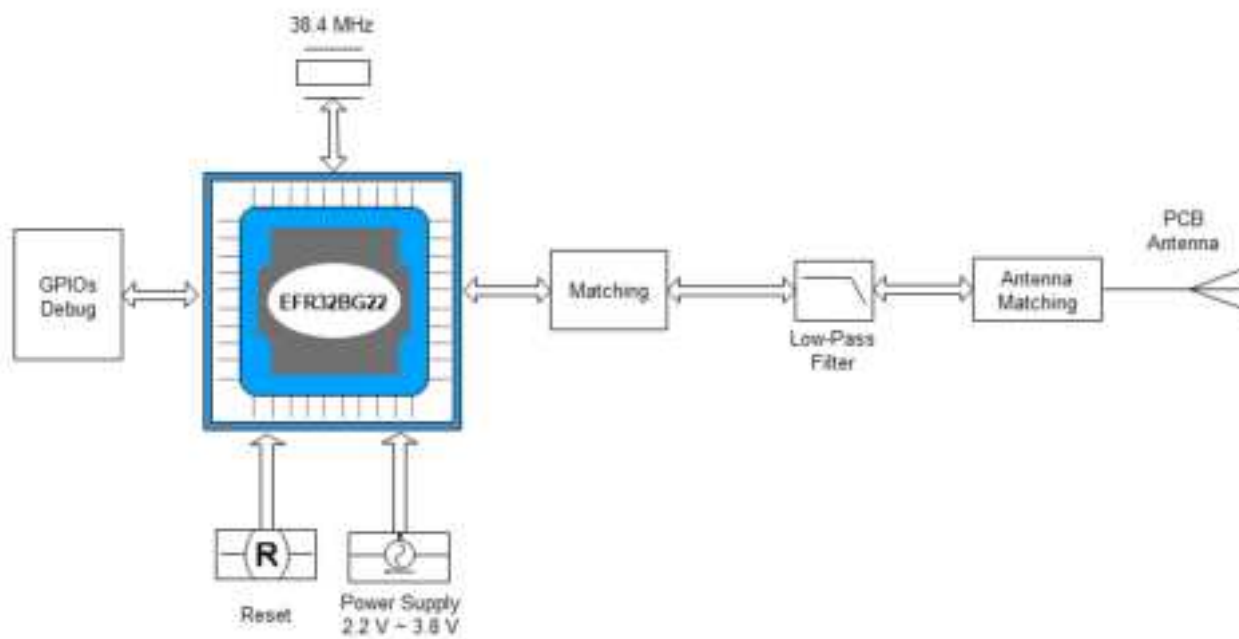 38.4 MHz
GPIOs
Debug
EFR32BG22
Matching
Low-Pass
Filter
Antenna
Matching
PCB
Antenna
R
Reset
Power Supply
2.2 V ~ 3.8 V